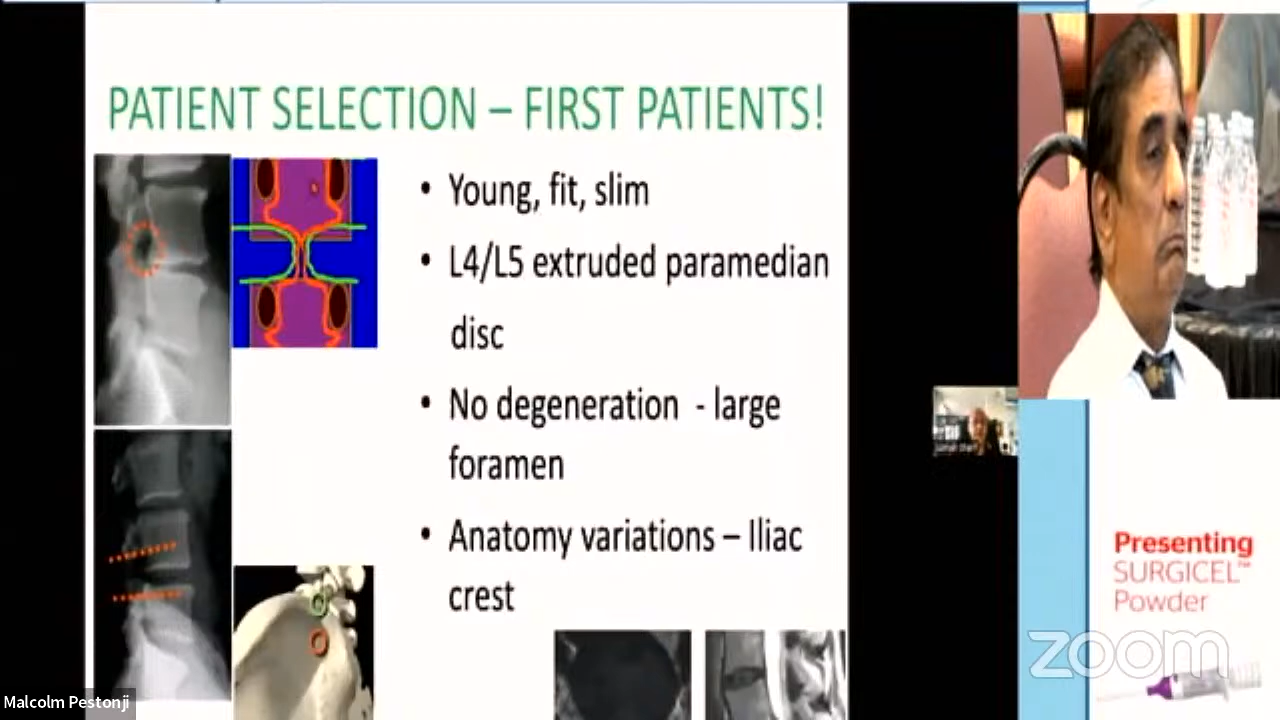 PATIENT SELECTION – FIRST PATIENTS!
• Young, fit, slim
• L4/L5 extruded paramedian
disc
• No degeneration - large
foramen
• Anatomy variations – Iliac
crest
Presenting
SURGICEL™
Powder
zoom
Malcolm Pestonji